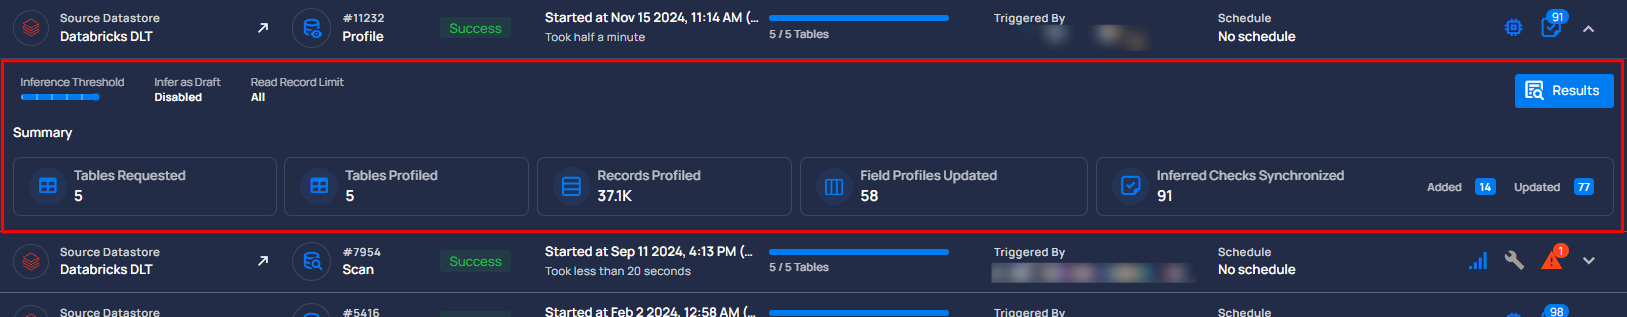 Source Datastore
Databricks DLT
#11232
Profile
Success
Started at Nov 15 2024, 11:14 AM (...
Took half a minute
5 / 5 Tables
Triggered By
Schedule
No schedule
91
Inference Threshold
Infer as Draft
Disabled
Read Record Limit
All
Results
Summary
Tables Requested
5
Tables Profiled
5
Records Profiled
37.1K
Field Profiles Updated
58
Inferred Checks Synchronized
91
Added 14
Updated 77
Source Datastore
Databricks DLT
#7954
Scan
Success
Started at Sep 11 2024, 4:13 PM (...
Took less than 20 seconds
5 / 5 Tables
Triggered By
Schedule
No schedule
1
Source Datastore
#5416
Started at Feb 2 2024, 12:58 AM (...
Triggered By
Schedule
98